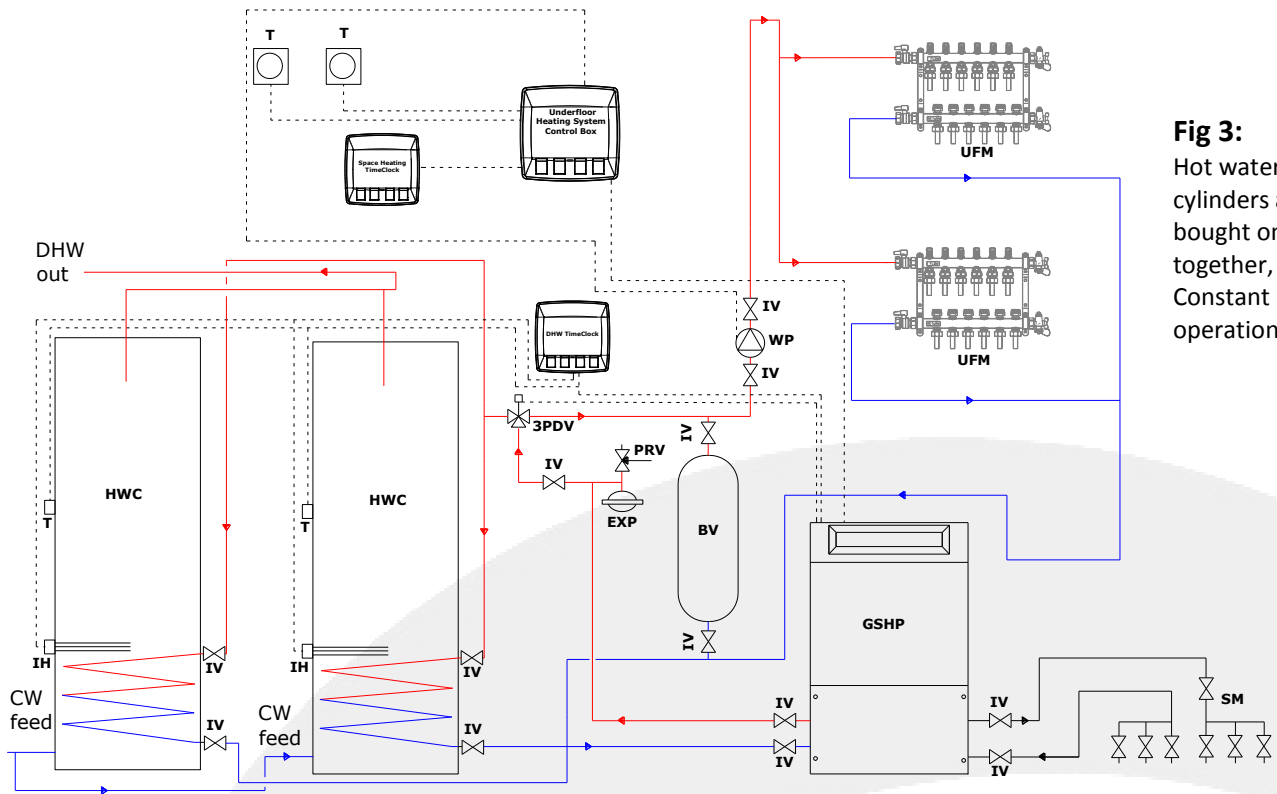 T
T
Underfloor
Heating System
Control Box
Space Heating
TimeClock
UFM
Fig 3:
Hot water
cylinders
bought
together,
Constant
operation
DHW
out
DHW TimeClock
IV
WP
IV
UFM
3PDV
IV
PRV
IV
EXP
HWC
HWC
T
T
BV
GSHP
IV
IH
IV
IH
IV
IV
CW
feed
CW
feed
IV
IV
IV
IV
IV
IV
SM